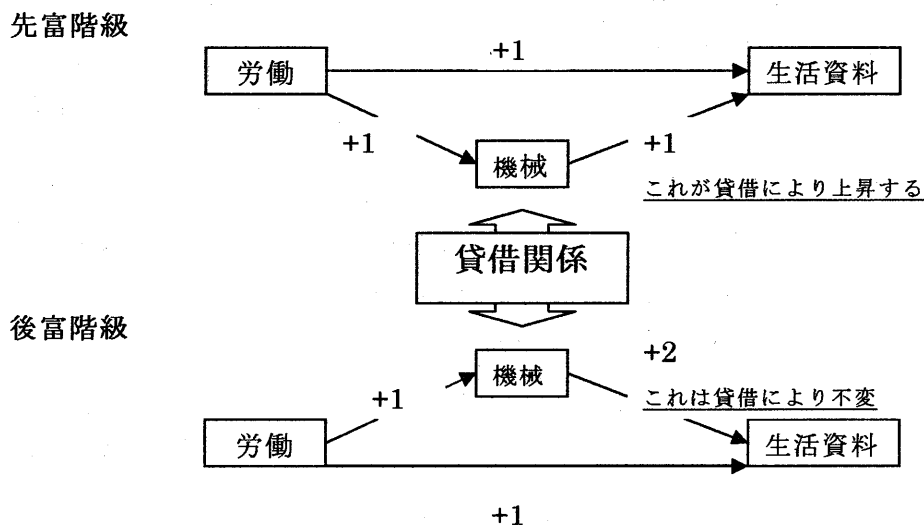 先富階級
+1
労働
生活資料
+1
機械
+1
これが貸借により上昇する
貸借関係
後富階級
+2
機械
+1
これは貸借により不変
労働
生活資料
+1